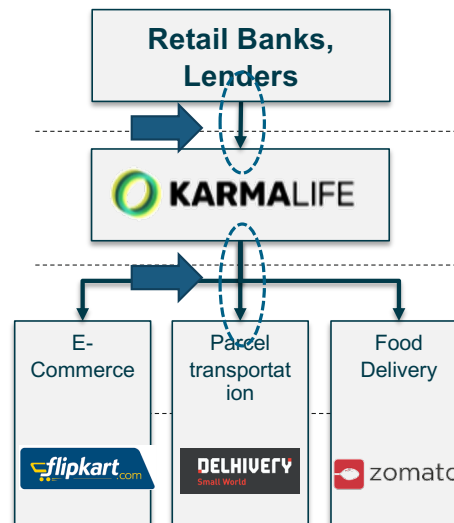 Retail Banks,
Lenders
KARMALIFE
E-
Commerce
Parcel
transportat
ion
Food
Delivery
flipkart.com
DELHIVERY
Small World
zomato